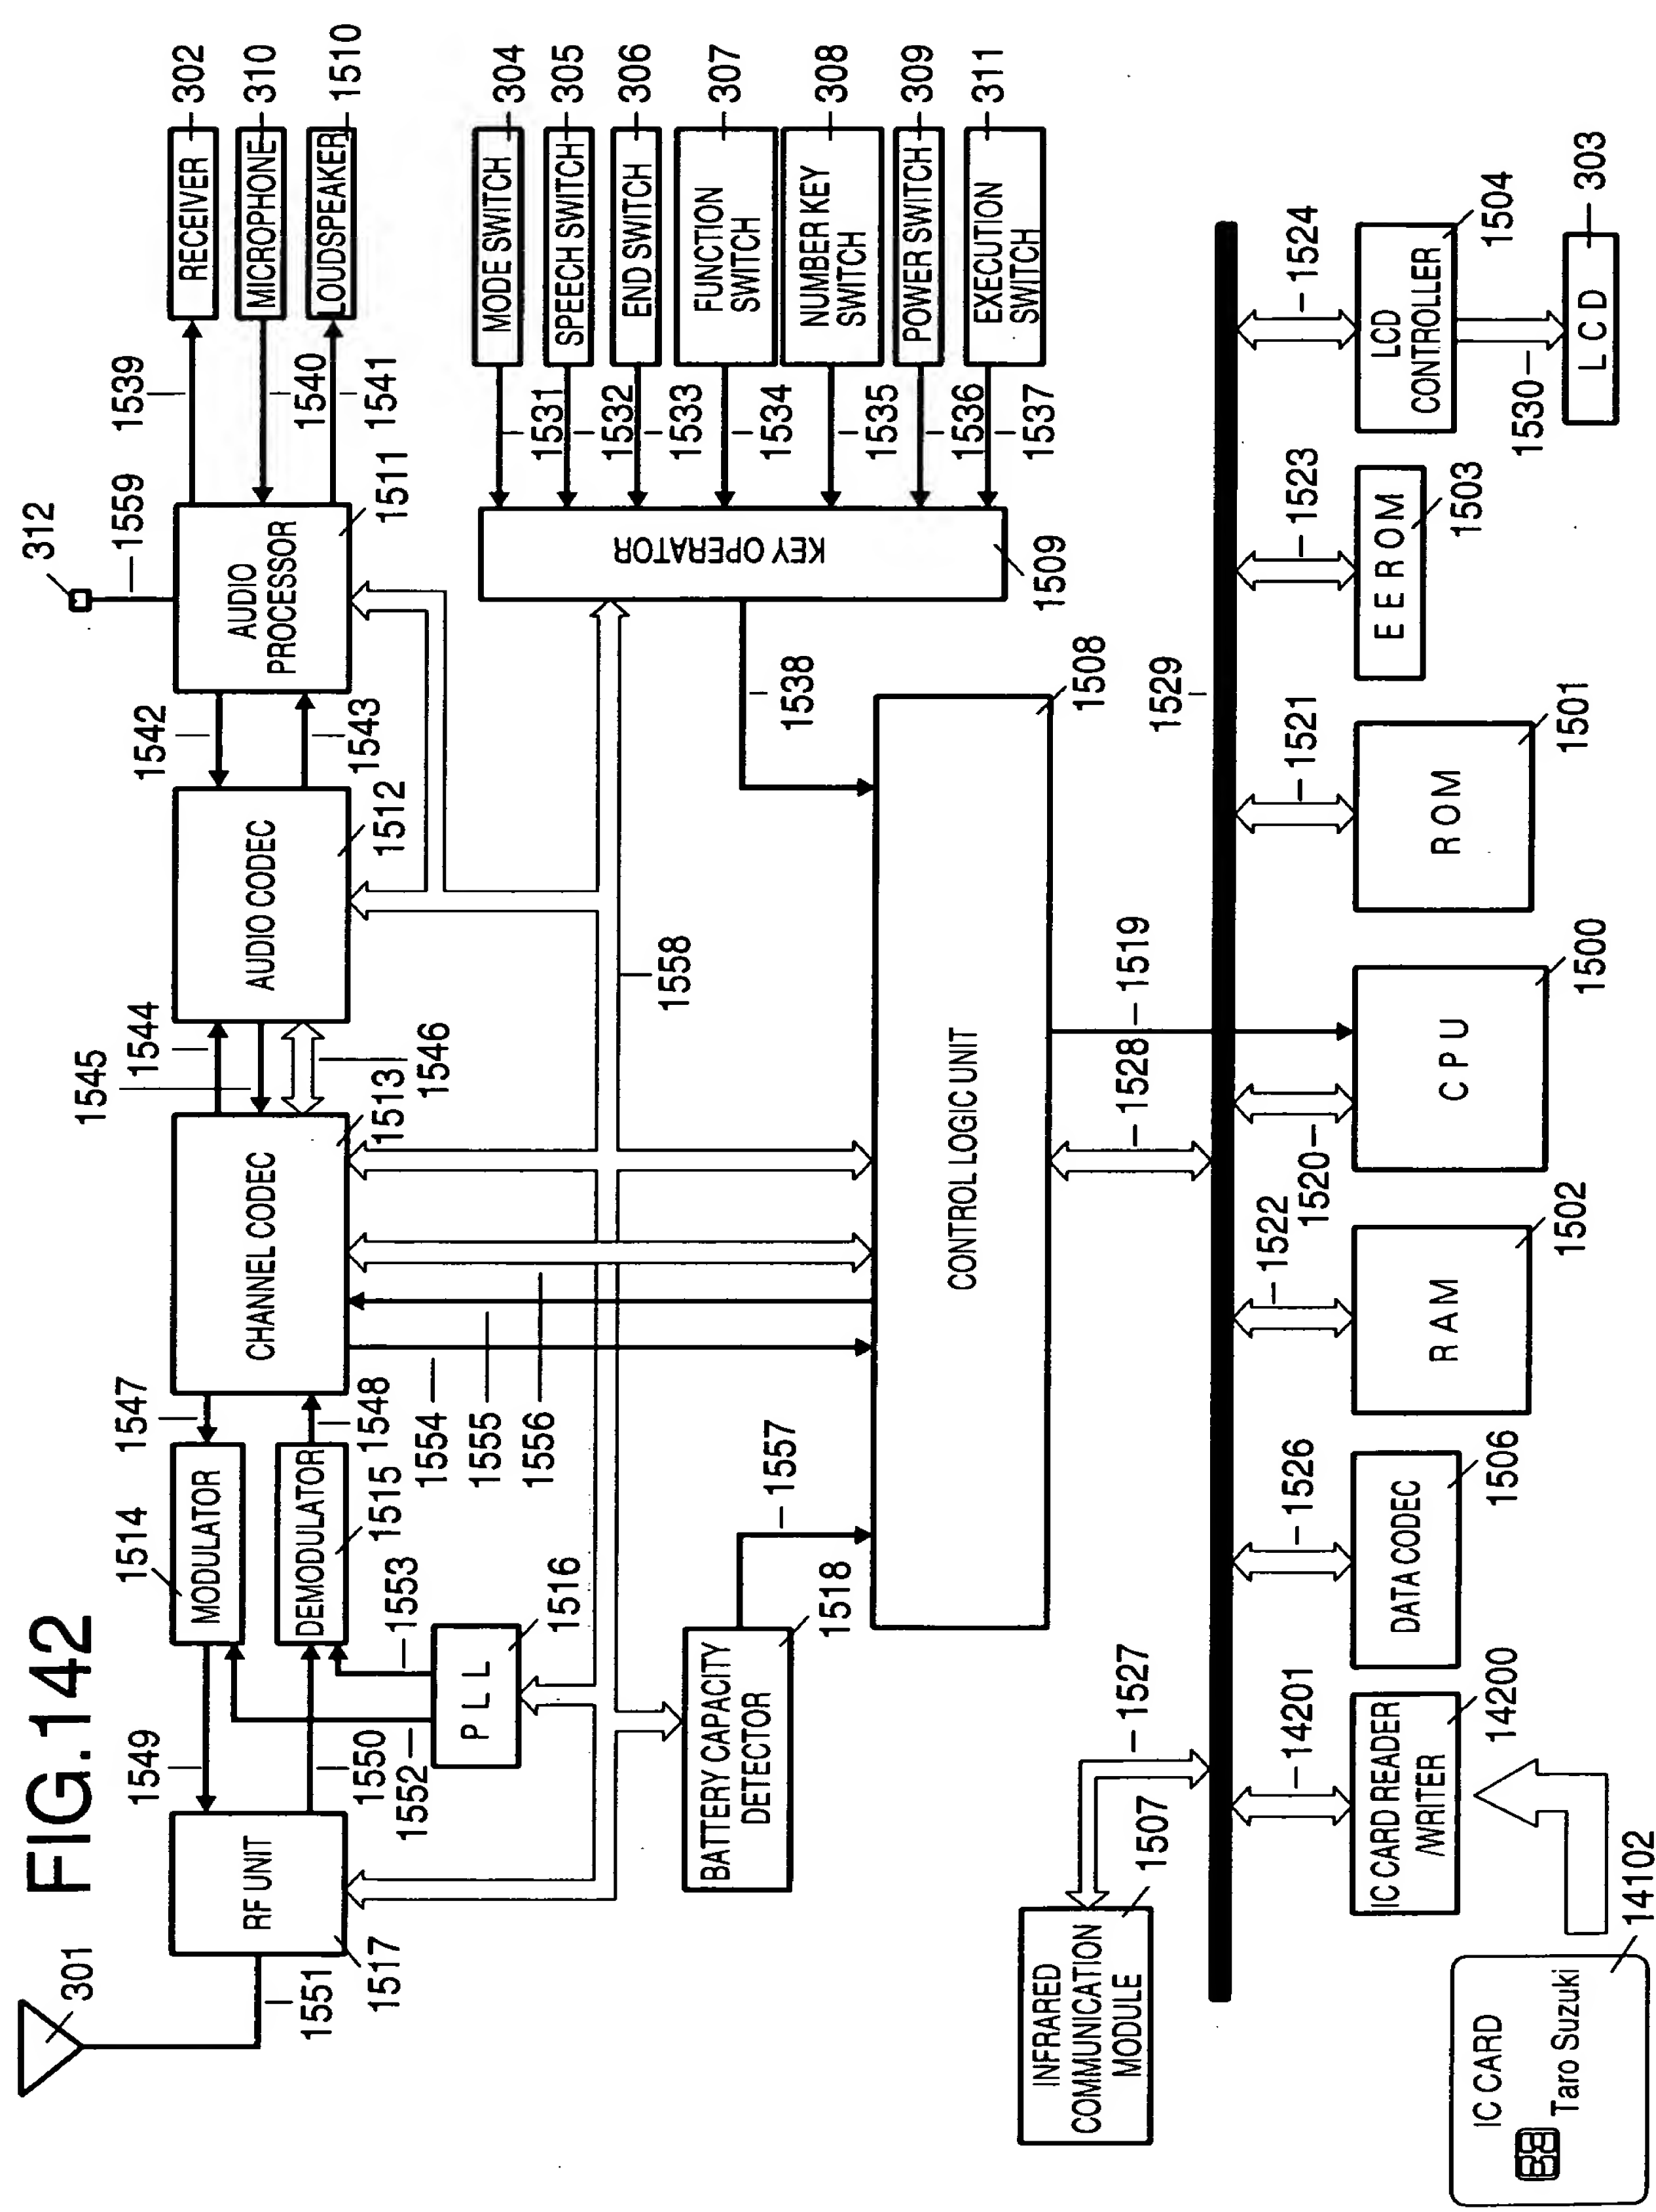 FIG.142
301
1551
RF UNIT
1517
1549
1550
1552
1553
1514
MODULATOR
DEMODULATOR
1515
PLL
1516
1547
1548
CHANNEL CODEC
1513
1545
1544
1546
1554
1555
1556
AUDIO CODEC
1512
1542
1543
AUDIO
PROCESSOR
1511
312
1559
1539
1540
1541
RECEIVER
302
MICROPHONE
310
LOUDSPEAKER
1510
MODE SWITCH
304
SPEECH SWITCH
305
END SWITCH
306
FUNCTION
SWITCH
307
NUMBER KEY
SWITCH
308
POWER SWITCH
309
EXECUTION
SWITCH
311
1531
1532
1533
1534
1535
1536
1537
KEY OPERATOR
1509
1538
1558
BATTERY CAPACITY
DETECTOR
1518
1557
CONTROL LOGIC UNIT
1508
1528
1519
1529
INFRARED
COMMUNICATION
MODULE
1507
1527
14201
1526
1522
1520
1521
1523
1524
IC CARD READER
/WRITER
14200
DATA CODEC
1506
RAM
1502
CPU
1500
ROM
1501
EEROM
1503
LCD
CONTROLLER
1504
1530
LCD
303
IC CARD
Taro Suzuki
14102